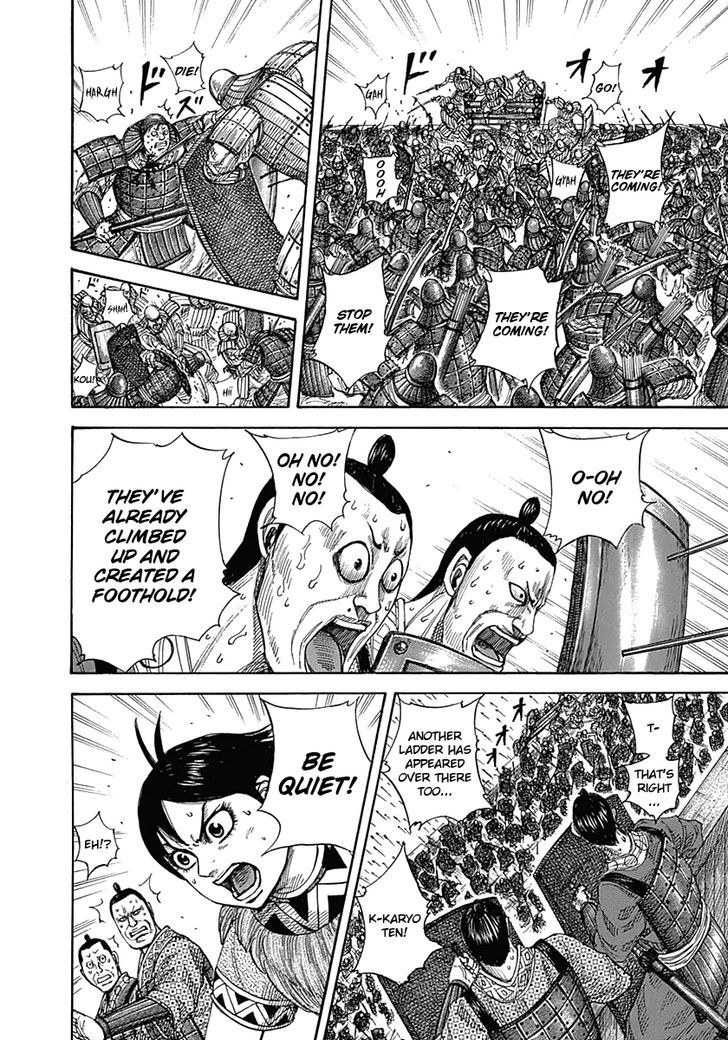 GO!
オ
オ
GAH
THEY'RE
COMING!
OOOH
GYAH
THEY'RE
COMING!
STOP
THEM!
DIE!
ド
ズ
HARGH
ド
SHAH!
KOU!
HII
O-OH
NO!
OH NO!
NO!
NO!
THEY'VE
ALREADY
CLIMBED
UP AND
CREATED A
FOOTHOLD!
T-
THAT'S
RIGHT
...
オ
オ
ANOTHER
LADDER HAS
APPEARED
OVER THERE
TOO...
K-KARYO
TEN!
BE
QUIET!
EH!?